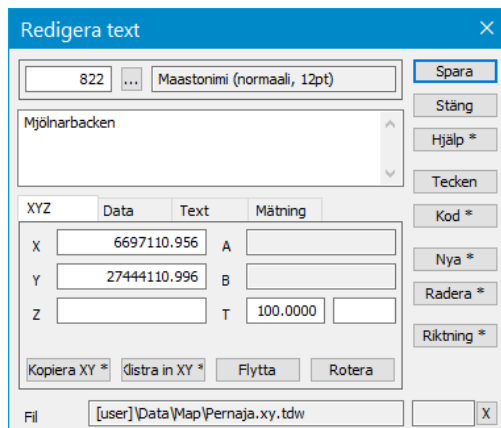 Redigera text
822 ... Maastonimi (normaali, 12pt) Spara
Stäng
Mjölnarbacken
Hjälp *
Tecken
XYZ Data Text Mätning
Kod *
X 6697110.956 A
Y 27444110.996 B
Nya *
Z T 100.0000
Radera *
Riktning *
Kopiera XY * Klistra in XY * Flytta Rotera
Fil [user]\Data\Map\Pernaja.xy.tdw X